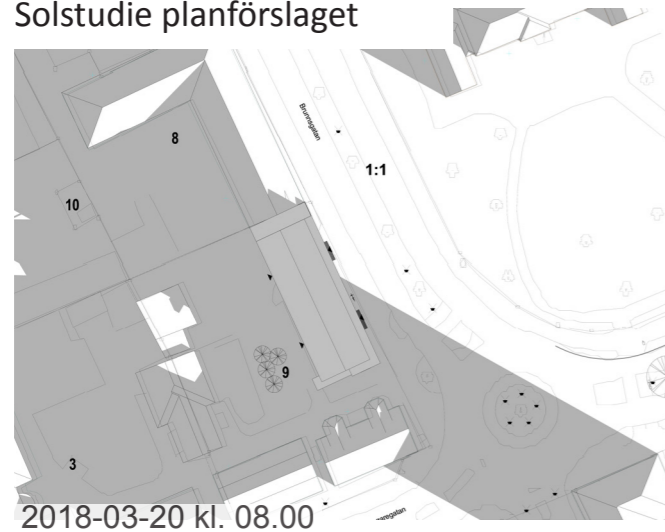 Solstudie planförslaget
Brunnsgatan
8
1:1
10
9
3
2018-03-20 kl. 08.00